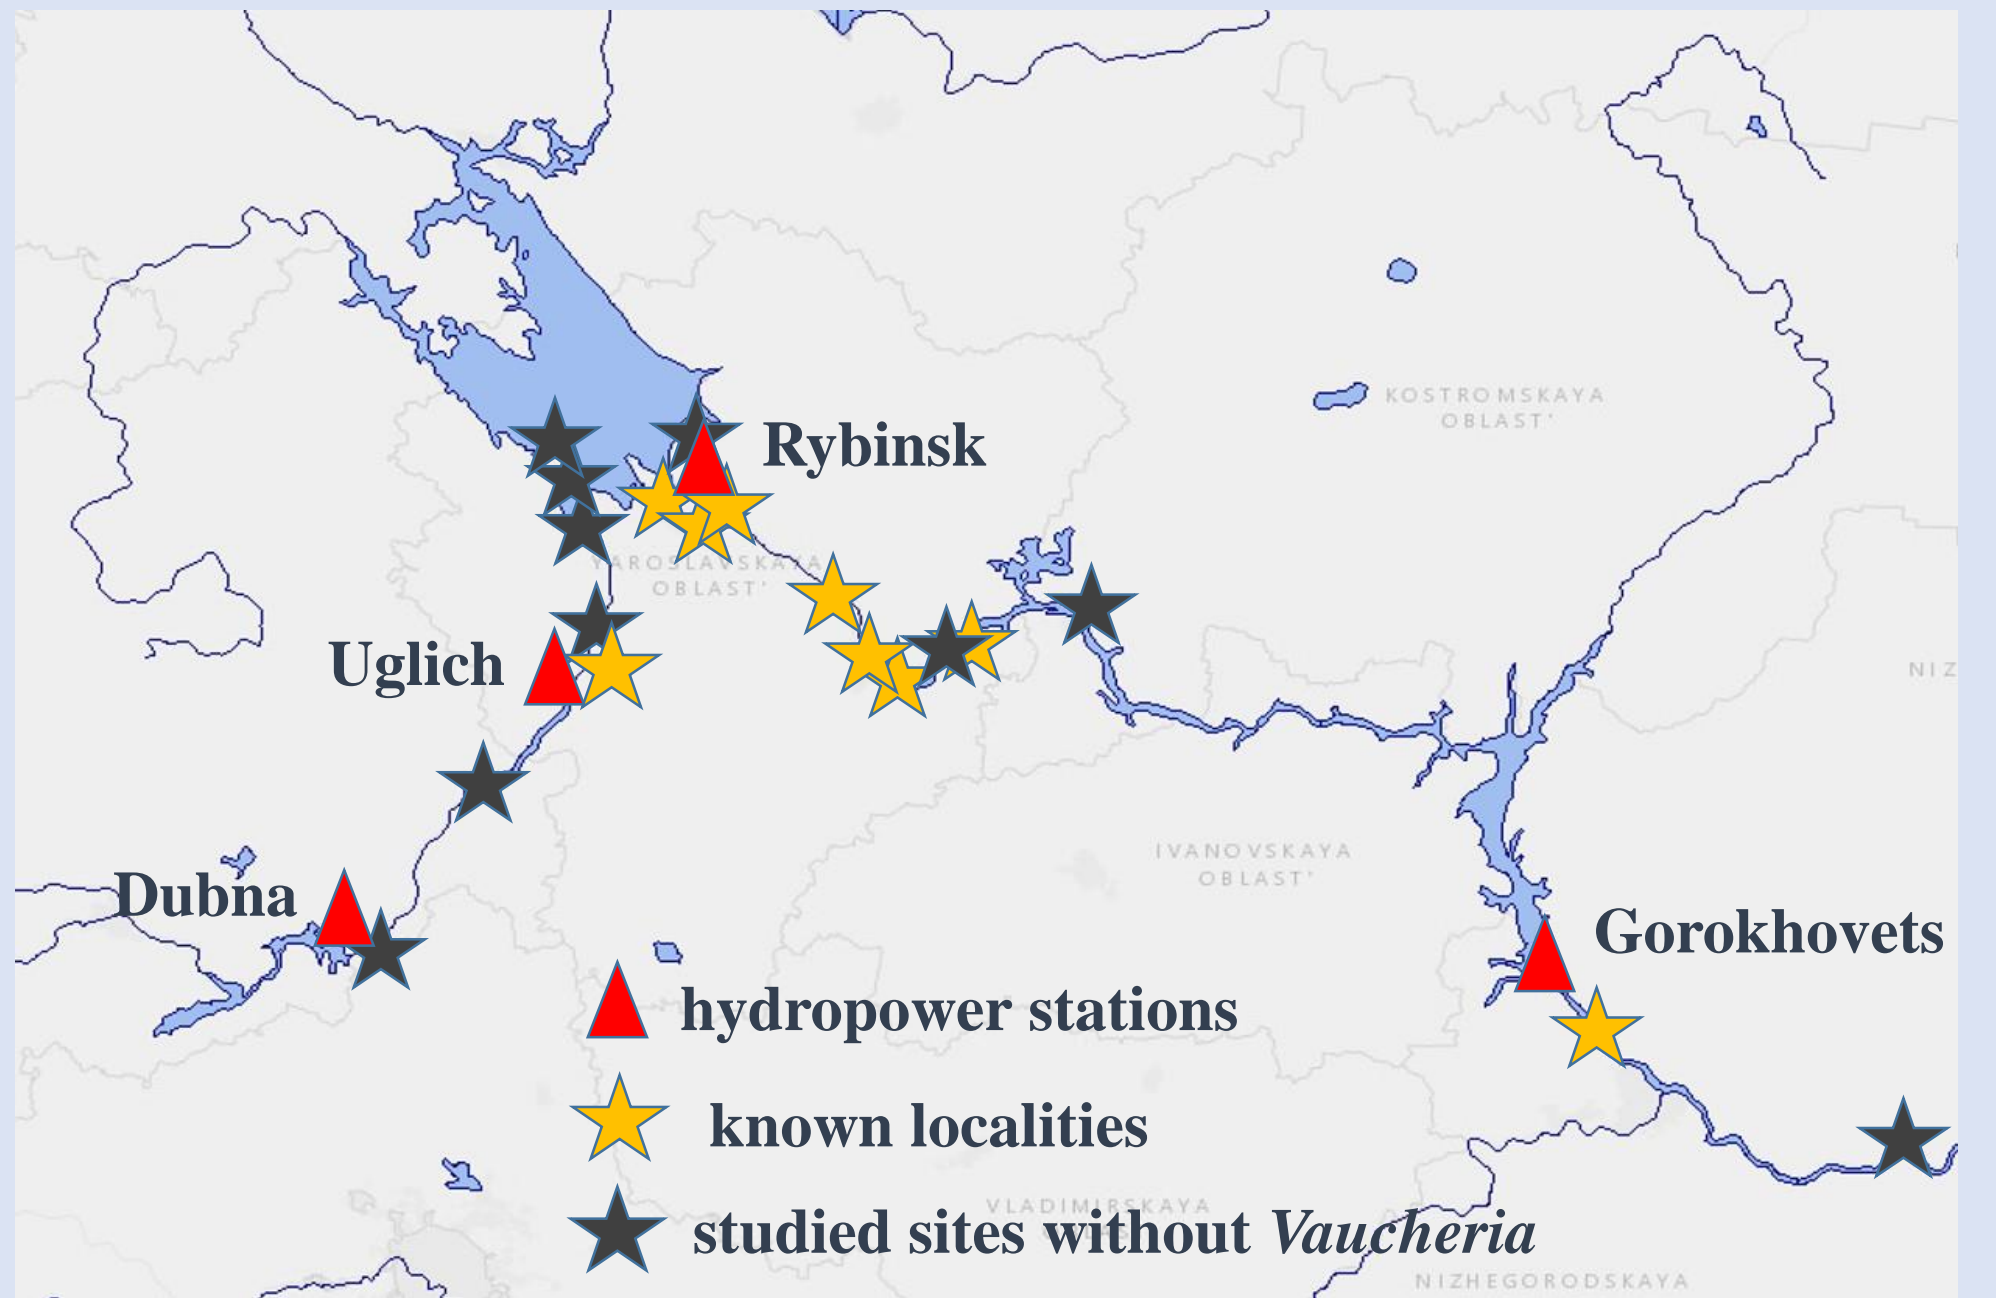 KOSTROMSKAYA
OBLAST'
Rybinsk
YAROSLAVSKAYA
OBLAST'
Uglich
NIZ
IVANOVSKAYA
OBLAST'
Dubna
Gorokhovets
hydropower stations
known localities
VLADIMIRSKAYA
OBLAST'
studied sites without Vaucheria
NIZHEGORODSKAYA